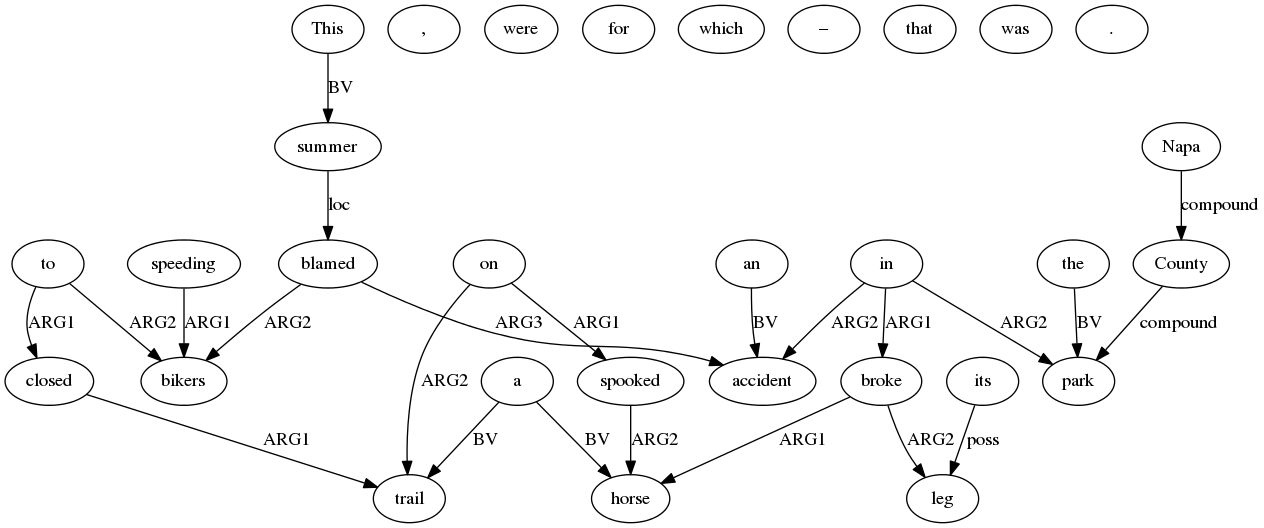 This , were for which – that was .
BV
summer Napa
loc compound
to speeding blamed on an in the County
ARG1 ARG2 ARG1 ARG2 ARG3 ARG1 BV ARG2 ARG1 ARG2 BV compound
closed bikers ARG2 a spooked accident broke its park
ARG1 BV BV ARG2 ARG1 ARG2 poss
trail horse leg